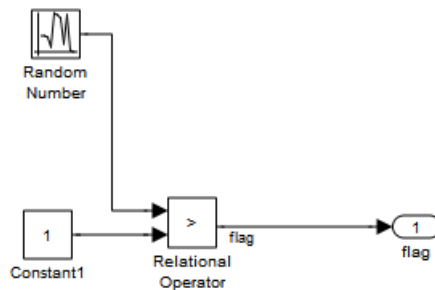 Random
Number
1
Constant1
>
Relational
Operator
flag
1
flag